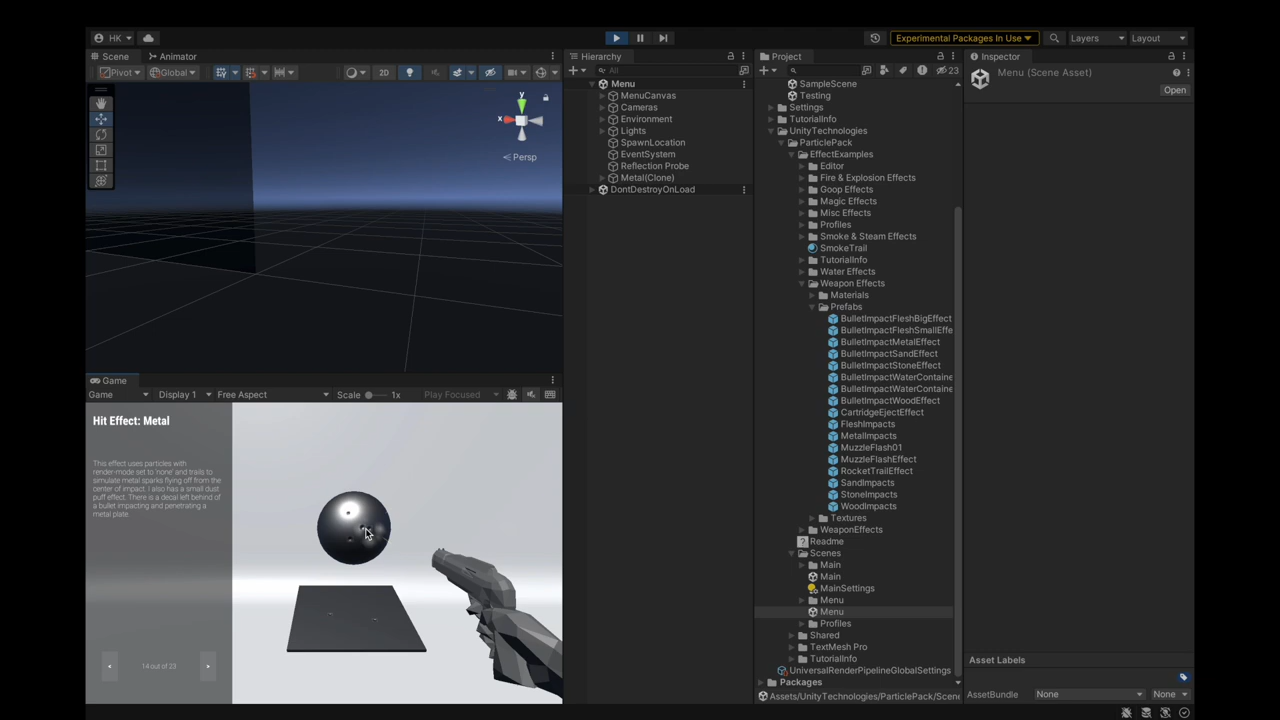 HK
Experimental Packages In Use
Layers
Layout
Scene
Animator
Hierarchy
Project
Inspector
Pivot
Global
2D
All
23
Menu (Scene Asset)
Open
y
x
Persp
Menu
MenuCanvas
Cameras
Environment
Lights
SpawnLocation
EventSystem
Reflection Probe
Metal(Clone)
DontDestroyOnLoad
SampleScene
Testing
Settings
TutorialInfo
UnityTechnologies
ParticlePack
EffectExamples
Editor
Fire & Explosion Effects
Goop Effects
Magic Effects
Misc Effects
Profiles
Smoke & Steam Effects
SmokeTrail
TutorialInfo
Water Effects
Weapon Effects
Materials
Prefabs
BulletImpactFleshBigEffect
BulletImpactFleshSmallEffe
BulletImpactMetalEffect
BulletImpactSandEffect
BulletImpactStoneEffect
BulletImpactWaterContaine
BulletImpactWaterContaine
BulletImpactWoodEffect
CartridgeEjectEffect
FleshImpacts
MetalImpacts
MuzzleFlash01
MuzzleFlashEffect
RocketTrailEffect
SandImpacts
StoneImpacts
WoodImpacts
Textures
WeaponEffects
Readme
Scenes
Main
Main
MainSettings
Menu
Menu
Profiles
Shared
TextMesh Pro
TutorialInfo
UniversalRenderPipelineGlobalSettings
Packages
Assets/UnityTechnologies/ParticlePack/Scene
Game
Game
Display 1
Free Aspect
Scale
1x
Play Focused
Hit Effect: Metal
This effect uses particles with
render-mode set to 'none' and trails to
simulate metal sparks flying off from the
center of impact. I also has a small dust
puff effect. There is a decal left behind of
a bullet impacting and penetrating a
metal plate.
14 out of 23
Asset Labels
AssetBundle
None
None